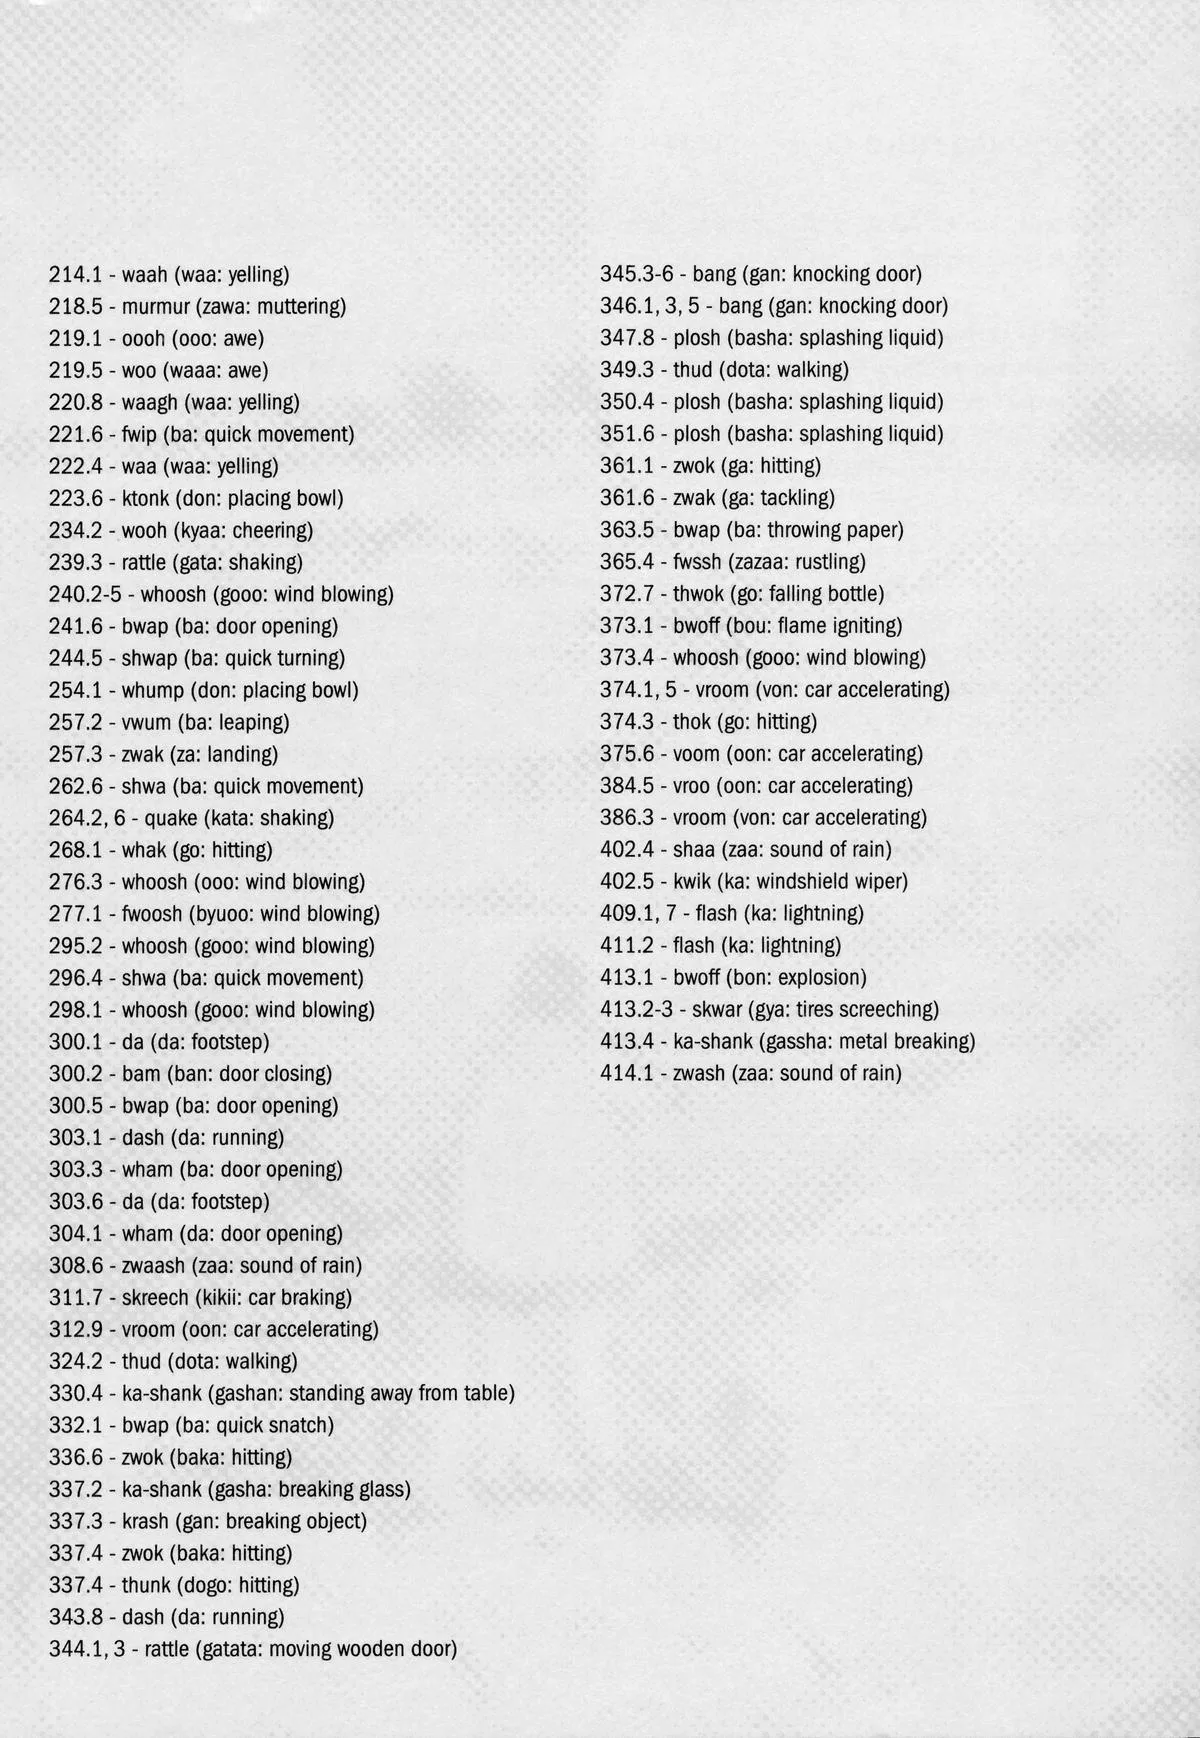 214.1 - waah (waa: yelling)
218.5 - murmur (zawa: muttering)
219.1 - oooh (ooo: awe)
219.5 - woo (waaa: awe)
220.8 - waagh (waa: yelling)
221.6 - fwip (ba: quick movement)
222.4 - waa (waa: yelling)
223.6 - ktonk (don: placing bowl)
234.2 - wooh (kyaa: cheering)
239.3 - rattle (gata: shaking)
240.2-5 - whoosh (gooo: wind blowing)
241.6 - bwap (ba: door opening)
244.5 - shwap (ba: quick turning)
254.1 - whump (don: placing bowl)
257.2 - vwum (ba: leaping)
257.3 - zwak (za: landing)
262.6 - shwa (ba: quick movement)
264.2, 6 - quake (kata: shaking)
268.1 - whak (go: hitting)
276.3 - whoosh (ooo: wind blowing)
277.1 - fwoosh (byuoo: wind blowing)
295.2 - whoosh (gooo: wind blowing)
296.4 - shwa (ba: quick movement)
298.1 - whoosh (gooo: wind blowing)
300.1 - da (da: footstep)
300.2 - bam (ban: door closing)
300.5 - bwap (ba: door opening)
303.1 - dash (da: running)
303.3 - wham (ba: door opening)
303.6 - da (da: footstep)
304.1 - wham (da: door opening)
308.6 - zwaash (zaa: sound of rain)
311.7 - skreech (kikii: car braking)
312.9 - vroom (oon: car accelerating)
324.2 - thud (dota: walking)
330.4 - ka-shank (gashan: standing away from table)
332.1 - bwap (ba: quick snatch)
336.6 - zwok (baka: hitting)
337.2 - ka-shank (gasha: breaking glass)
337.3 - krash (gan: breaking object)
337.4 - zwok (baka: hitting)
337.4 - thunk (dogo: hitting)
343.8 - dash (da: running)
344.1, 3 - rattle (gatata: moving wooden door)
345.3-6 - bang (gan: knocking door)
346.1, 3, 5 - bang (gan: knocking door)
347.8 - plosh (basha: splashing liquid)
349.3 - thud (dota: walking)
350.4 - plosh (basha: splashing liquid)
351.6 - plosh (basha: splashing liquid)
361.1 - zwok (ga: hitting)
361.6 - zwak (ga: tackling)
363.5 - bwap (ba: throwing paper)
365.4 - fwssh (zazaa: rustling)
372.7 - thwok (go: falling bottle)
373.1 - bwoff (bou: flame igniting)
373.4 - whoosh (gooo: wind blowing)
374.1, 5 - vroom (von: car accelerating)
374.3 - thok (go: hitting)
375.6 - voom (oon: car accelerating)
384.5 - vroo (oon: car accelerating)
386.3 - vroom (von: car accelerating)
402.4 - shaa (zaa: sound of rain)
402.5 - kwik (ka: windshield wiper)
409.1, 7 - flash (ka: lightning)
411.2 - flash (ka: lightning)
413.1 - bwoff (bon: explosion)
413.2-3 - skwar (gya: tires screeching)
413.4 - ka-shank (gassha: metal breaking)
414.1 - zwash (zaa: sound of rain)